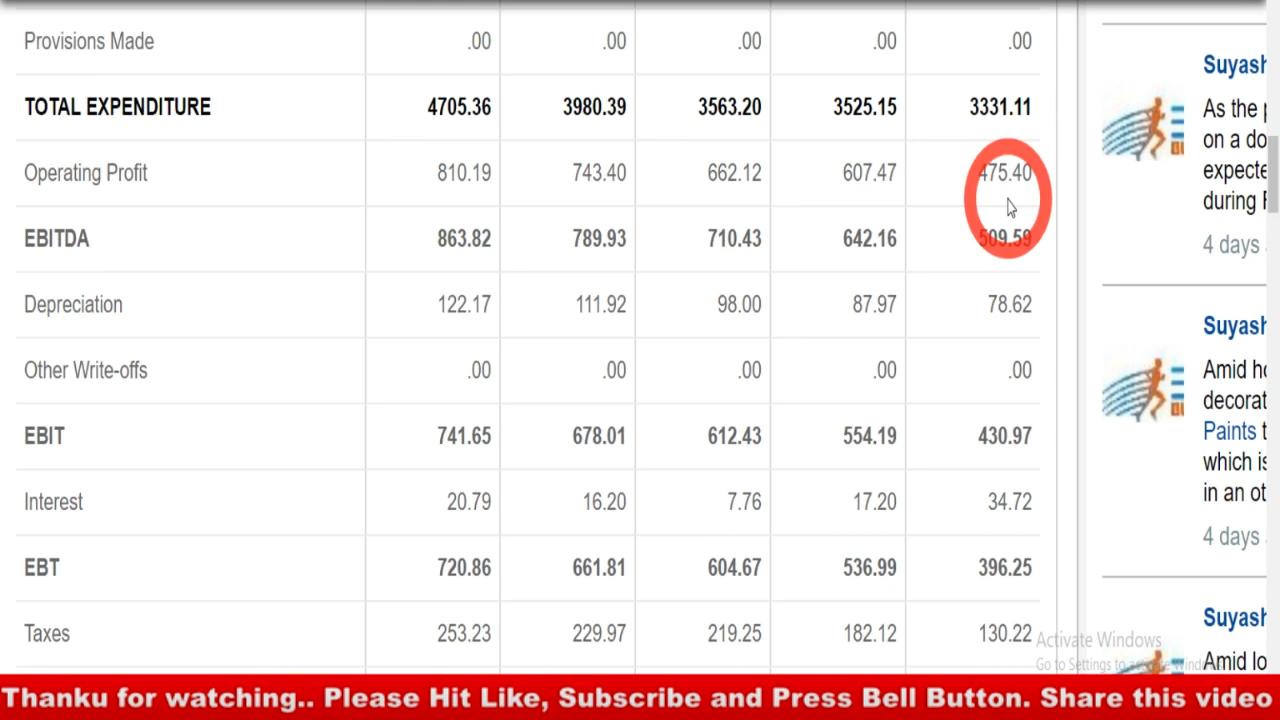 Provisions Made .00 .00 .00 .00 .00
TOTAL EXPENDITURE 4705.36 3980.39 3563.20 3525.15 3331.11
Operating Profit 810.19 743.40 662.12 607.47 475.40
EBITDA 863.82 789.93 710.43 642.16 509.59
Depreciation 122.17 111.92 98.00 87.97 78.62
Other Write-offs .00 .00 .00 .00 .00
EBIT 741.65 678.01 612.43 554.19 430.97
Interest 20.79 16.20 7.76 17.20 34.72
EBT 720.86 661.81 604.67 536.99 396.25
Taxes 253.23 229.97 219.25 182.12 130.22
Suyash
As the
on a do
expecte
during
4 days
Suyash
Amid ho
decorat
Paints t
which is
in an ot
4 days
Suyash
Amid lo
Activate Windows
Go to Settings to
Thanku for watching.. Please Hit Like, Subscribe and Press Bell Button. Share this video